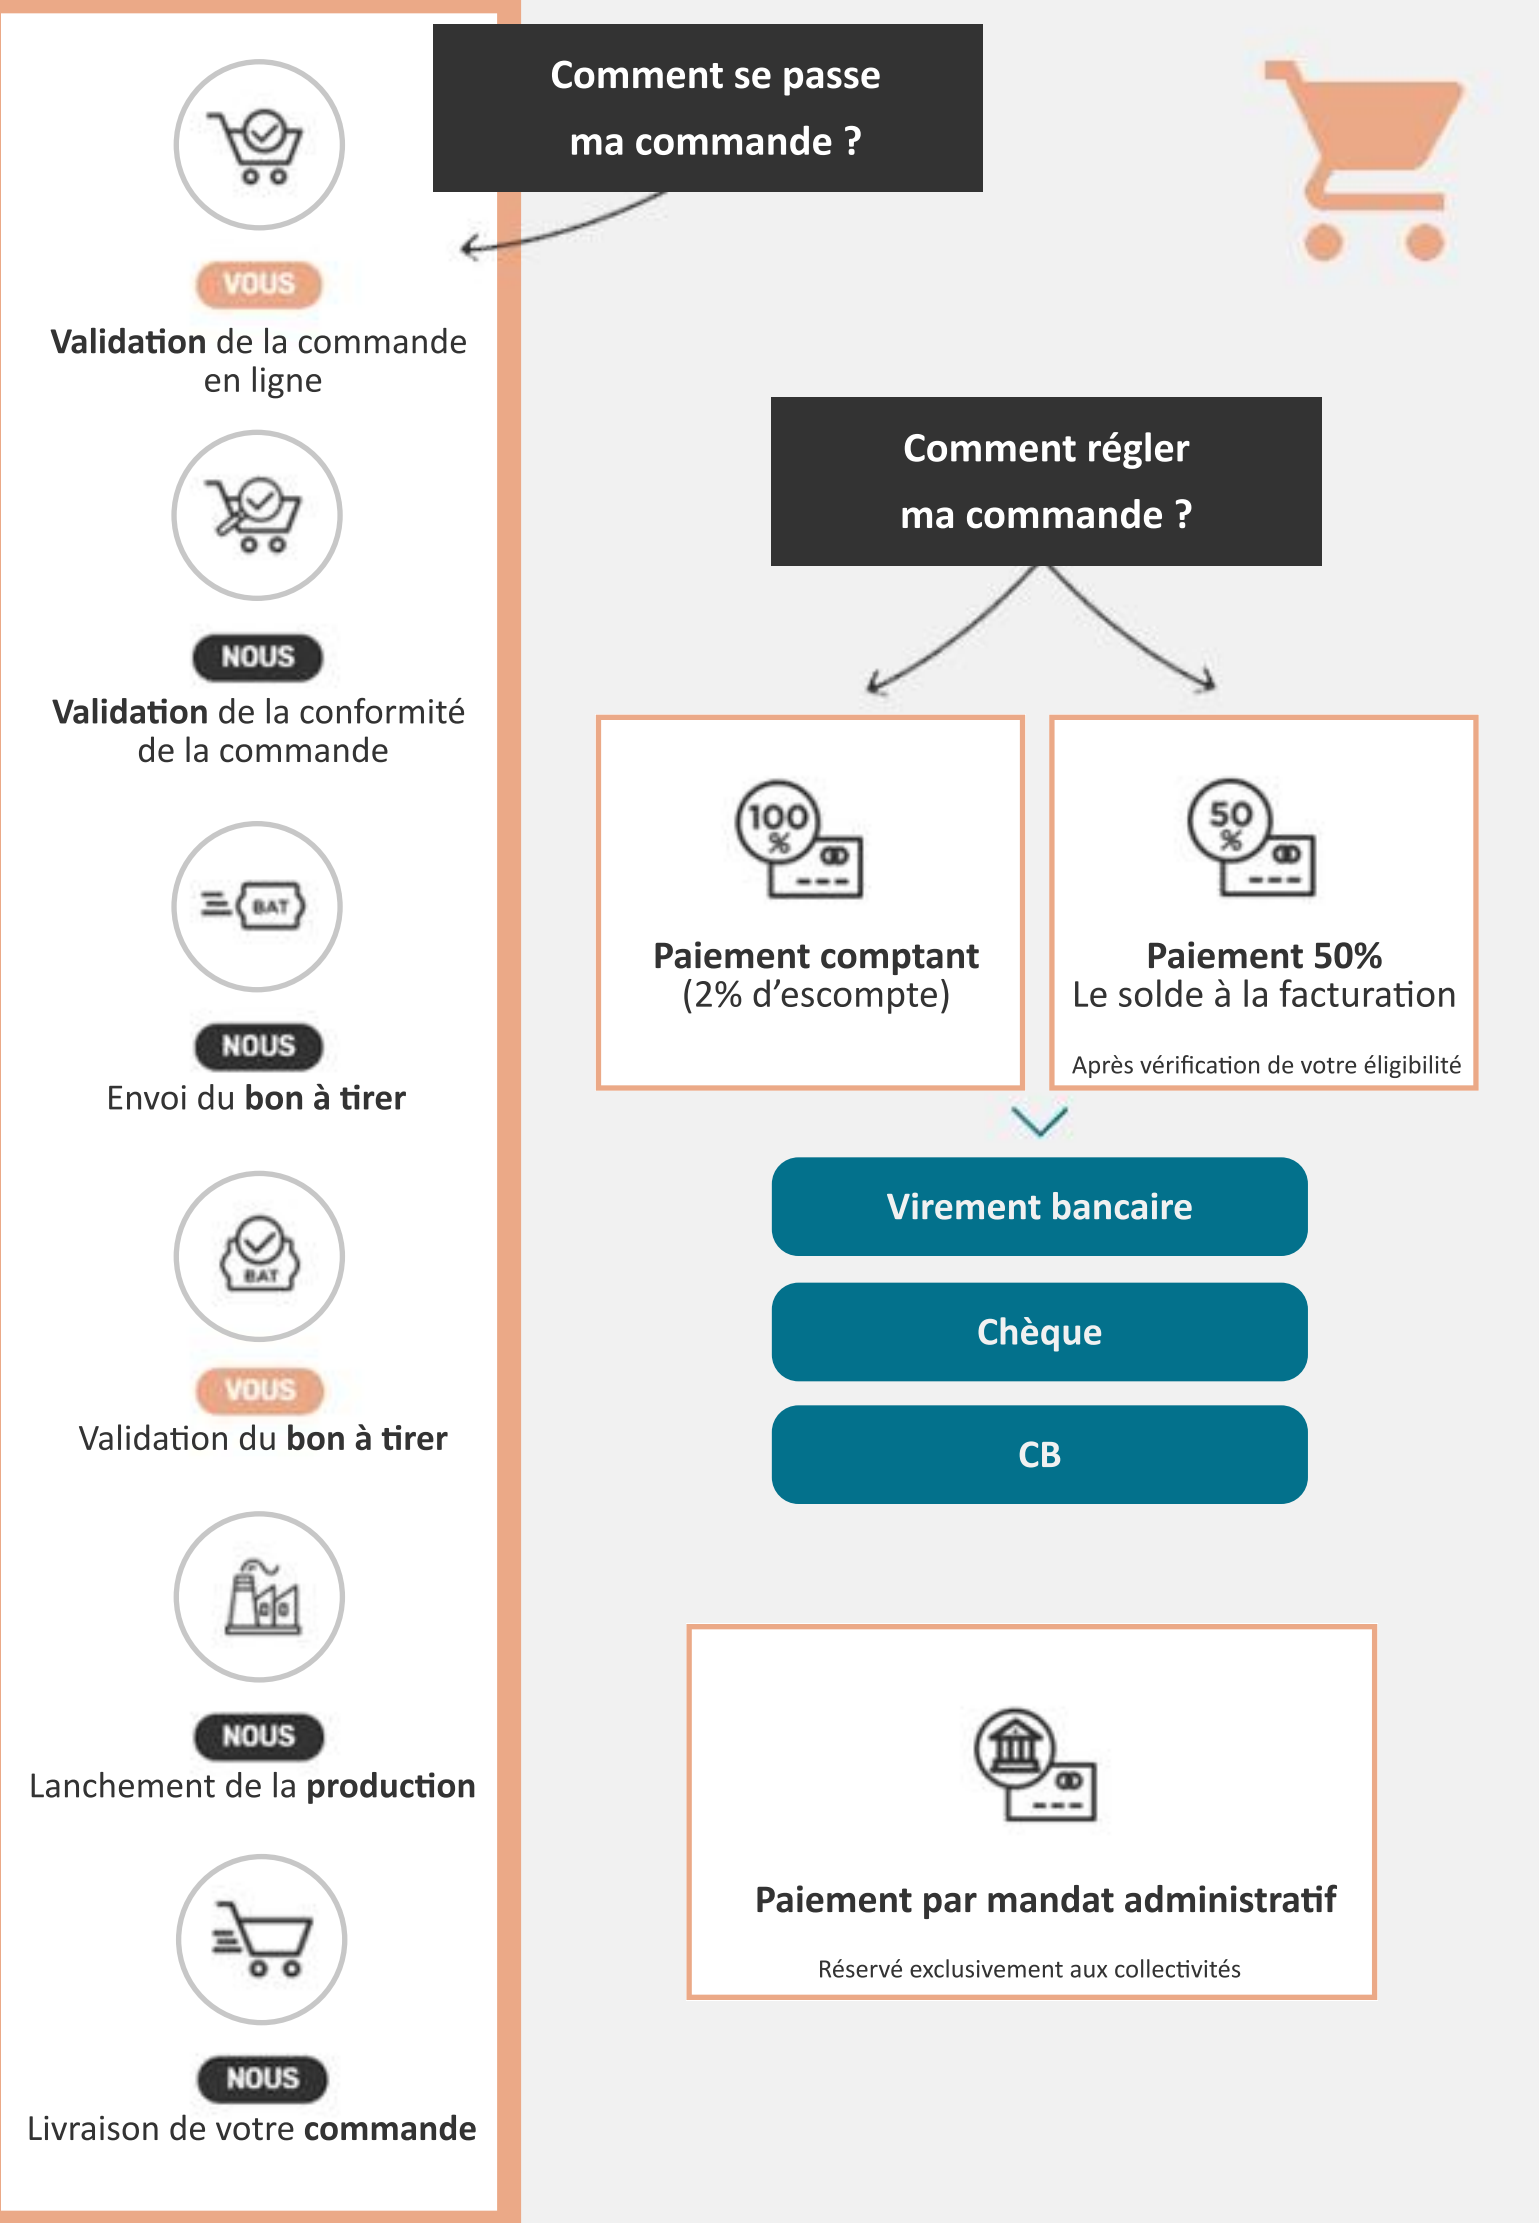 Comment se passe
ma commande ?
VOUS
Validation de la commande
en ligne
NOUS
Validation de la conformité
de la commande
BAT
NOUS
Envoi du bon à tirer
BAT
VOUS
Validation du bon à tirer
NOUS
Lanchement de la production
NOUS
Livraison de votre commande
Comment régler
ma commande ?
100
%
Paiement comptant
(2% d'escompte)
50
%
Paiement 50%
Le solde à la facturation
Après vérification de votre éligibilité
Virement bancaire
Chèque
CB
Paiement par mandat administratif
Réservé exclusivement aux collectivités